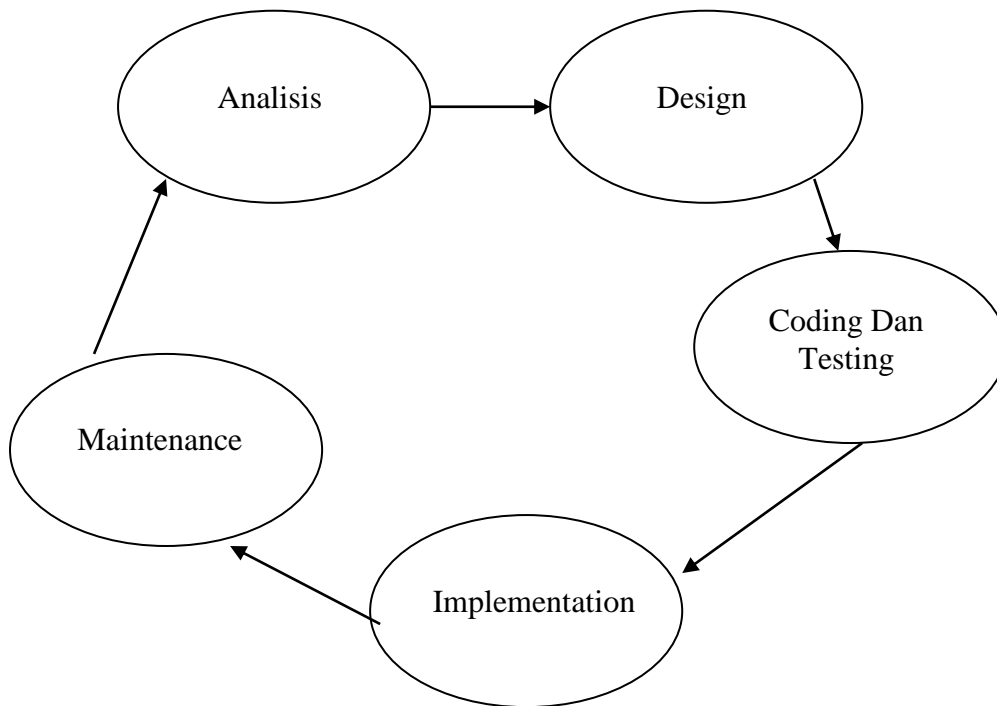 Analisis
Design
Coding Dan
Testing
Maintenance
Implementation